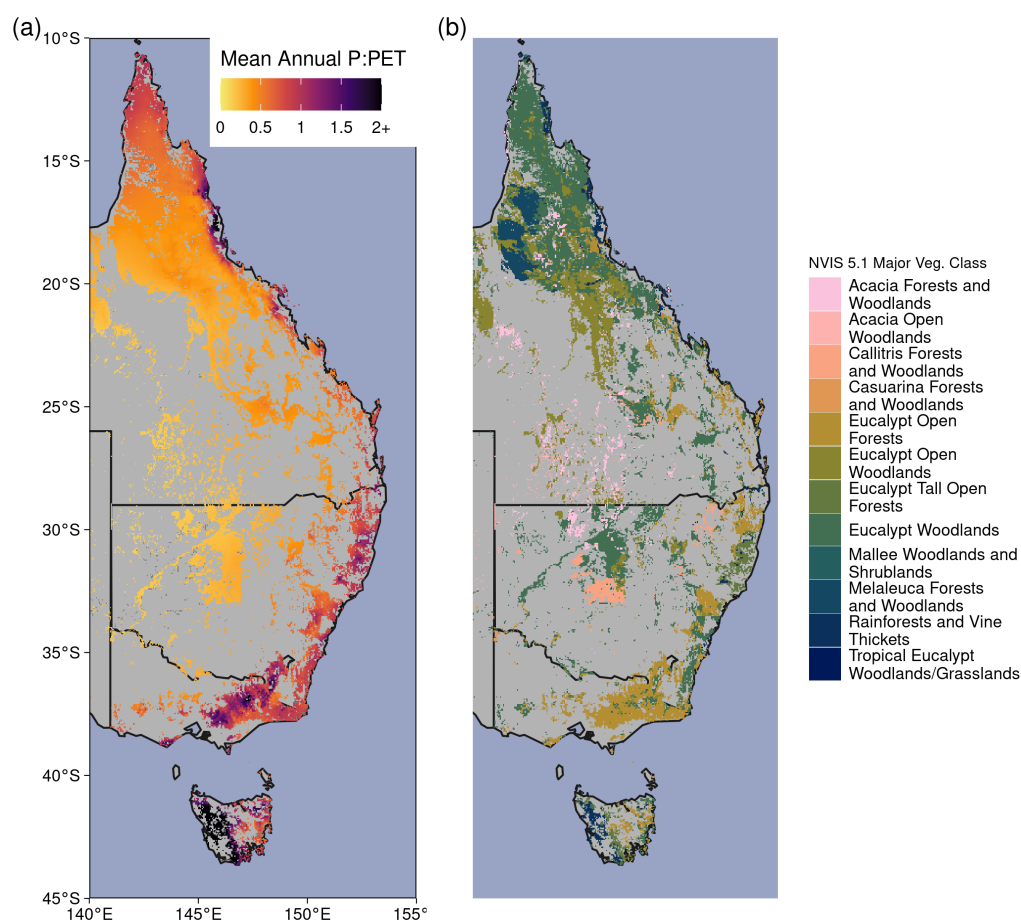 (a)
(b)
10°S
15°S
20°S
25°S
30°S
35°S
40°S
45°S
140°E
145°E
150°E
155°
Mean Annual P:PET
0
0.5
1
1.5
2+
NVIS 5.1 Major Veg. Class
Acacia Forests and
Woodlands
Acacia Open
Woodlands
Callitris Forests
and Woodlands
Casuarina Forests
and Woodlands
Eucalypt Open
Forests
Eucalypt Open
Woodlands
Eucalypt Tall Open
Forests
Eucalypt Woodlands
Mallee Woodlands and
Shrublands
Melaleuca Forests
and Woodlands
Rainforests and Vine
Thickets
Tropical Eucalypt
Woodlands/Grasslands